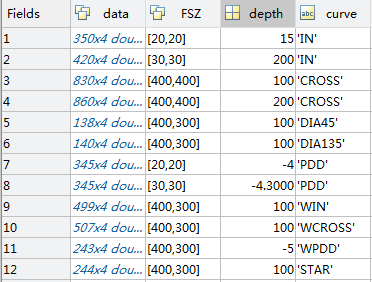 Fields data FSZ depth curve
1 350x4 dou... [20,20] 15 'IN'
2 420x4 dou... [30,30] 200 'IN'
3 830x4 dou... [400,400] 100 'CROSS'
4 860x4 dou... [400,400] 200 'CROSS'
5 138x4 dou... [400,300] 100 'DIA45'
6 140x4 dou... [400,300] 100 'DIA135'
7 345x4 dou... [20,20] -4 'PDD'
8 345x4 dou... [30,30] -4.3000 'PDD'
9 499x4 dou... [400,300] 100 'WIN'
10 507x4 dou... [400,300] 100 'WCROSS'
11 243x4 dou... [400,300] -5 'WPDD'
12 244x4 dou... [400,300] 100 'STAR'